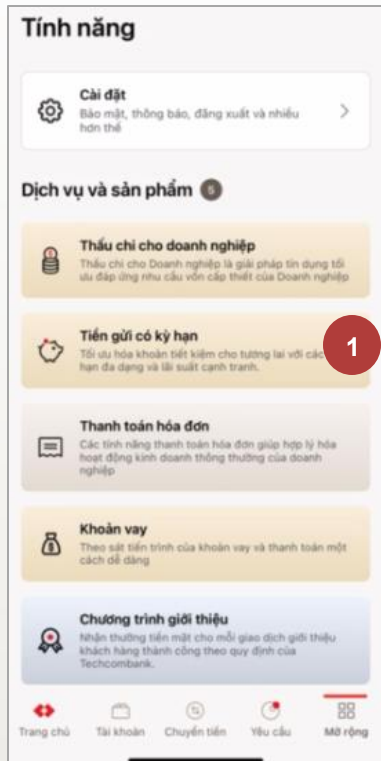 Tính năng
Cài đặt
Bảo mật, thông báo, đăng xuất và nhiều
hơn thế
Dịch vụ và sản phẩm 5
Thấu chi cho doanh nghiệp
Thấu chi cho Doanh nghiệp là giải pháp tín dụng tối
ưu đáp ứng nhu cầu vốn cấp thiết của Doanh nghiệp
Tiền gửi có kỳ hạn
Tối ưu hóa khoản tiết kiệm cho tương lai với các
hạn đa dạng và lãi suất cạnh tranh.
1
Thanh toán hóa đơn
Các tính năng thanh toán hóa đơn giúp hợp lý hóa
hoạt động kinh doanh thông thường của doanh
nghiệp
Khoản vay
Theo sát tiến trình của khoản vay và thanh toán một
cách dễ dàng
Chương trình giới thiệu
Nhận thưởng tiền mặt cho mỗi giao dịch giới thiệu
khách hàng thành công theo quy định của
Techcombank.
Trang chủ Tài khoản Chuyển tiền Yêu cầu Mở rộng